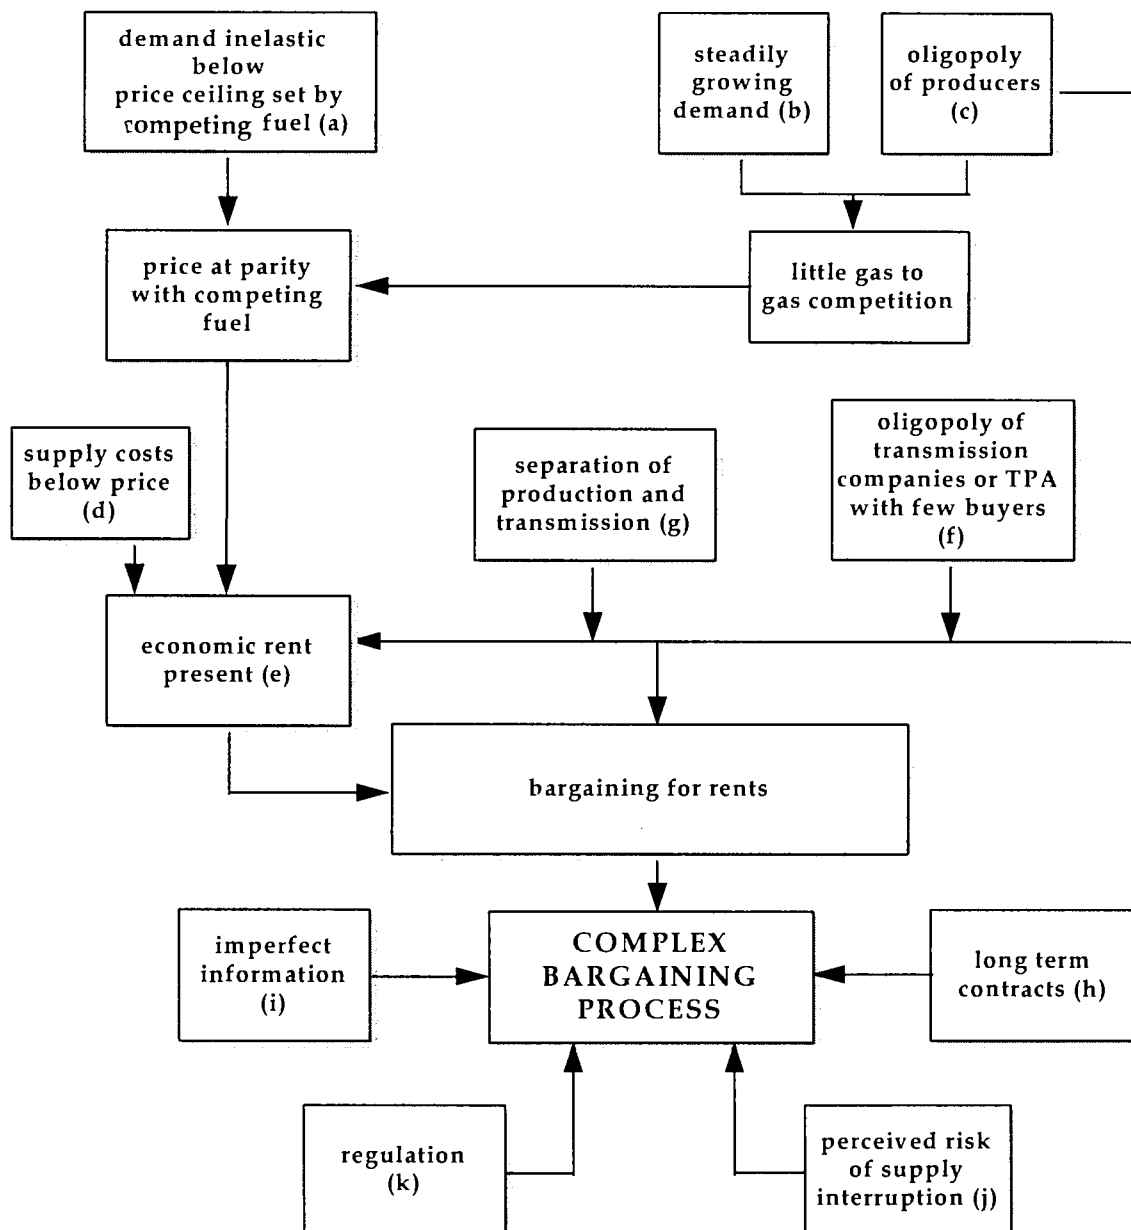 demand inelastic
below
price ceiling set by
competing fuel (a)
steadily
growing
demand (b)
oligopoly
of producers
(c)
price at parity
with competing
fuel
little gas to
gas competition
supply costs
below price
(d)
separation of
production and
transmission (g)
oligopoly of
transmission
companies or TPA
with few buyers
(f)
economic rent
present (e)
bargaining for rents
imperfect
information
(i)
COMPLEX
BARGAINING
PROCESS
long term
contracts (h)
regulation
(k)
perceived risk
of supply
interruption (j)